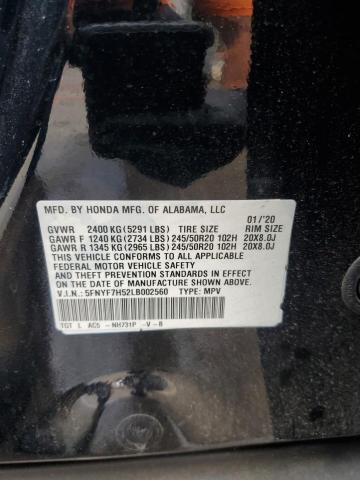 MFD. BY HONDA MFG. OF ALABAMA, LLC 01/'20
GVWR 2400 KG (5291 LBS) TIRE SIZE RIM SIZE
GAWR F 1240 KG (2734 LBS) 245/50R20 102H 20X8.0J
GAWR R 1345 KG (2965 LBS) 245/50R20 102H 20X8.0J
THIS VEHICLE CONFORMS TO ALL APPLICABLE
FEDERAL MOTOR VEHICLE SAFETY AND THEFT
PREVENTION STANDARDS IN EFFECT ON THE DATE OF
MANUFACTURE SHOWN ABOVE.
V.I.N: 5FNYF7H52LB002560 TYPE: MPV
TGT L AC5 - NH731P -V-B